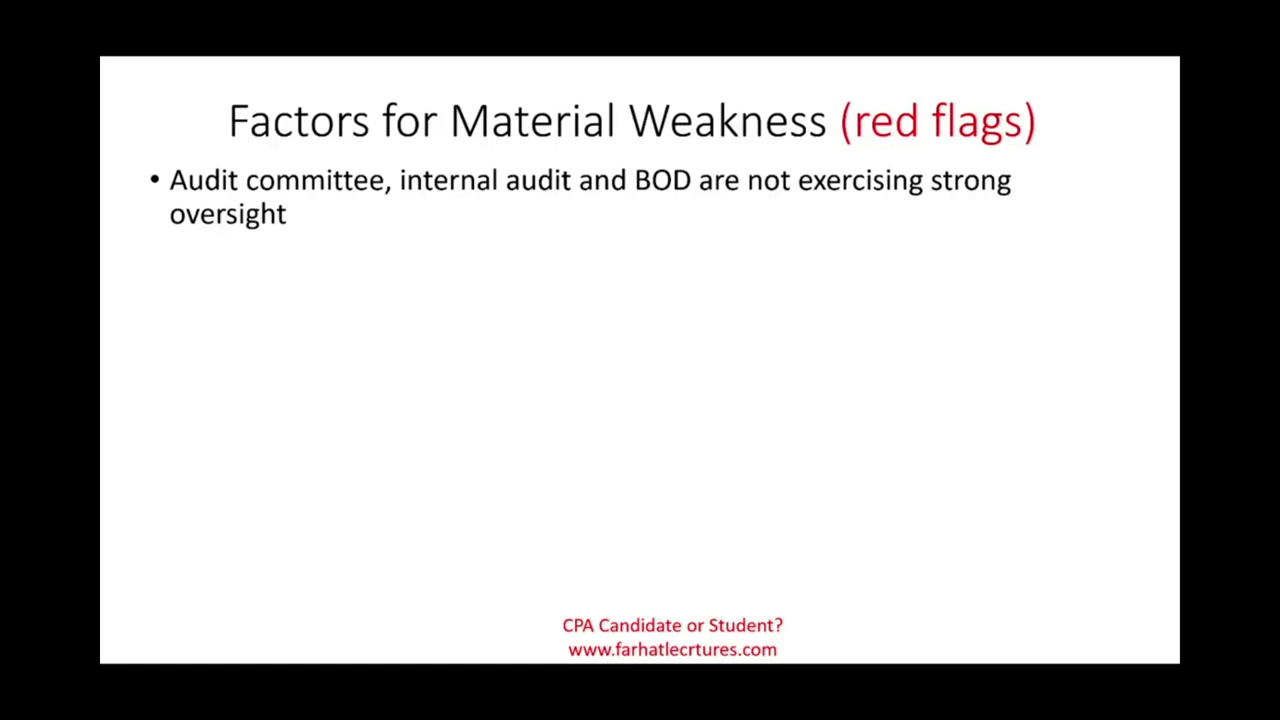 Factors for Material Weakness (red flags)
• Audit committee, internal audit and BOD are not exercising strong
oversight
CPA Candidate or Student?
www.farhatlecrtures.com